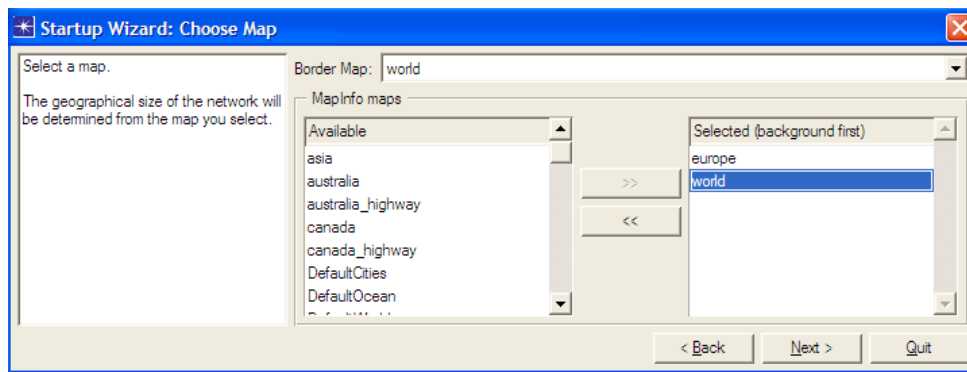 Startup Wizard: Choose Map
Select a map.
The geographical size of the network will
be determined from the map you select.
Border Map: world
MapInfo maps
Available
asia
australia
australia_highway
canada
canada_highway
DefaultCities
DefaultOcean
>>
<<
Selected (background first)
europe
world
< Back
Next >
Quit